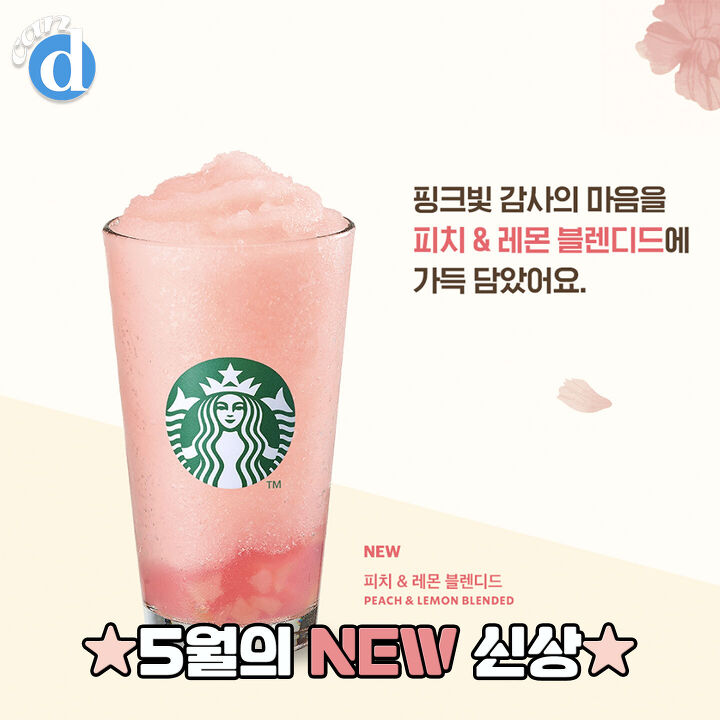 canz
d
핑크빛 감사의 마음을
피치 & 레몬 블렌디드에
가득 담았어요.
TM
NEW
피치 & 레몬 블렌디드
PEACH & LEMON BLENDED
★5월의 NEW 신상★